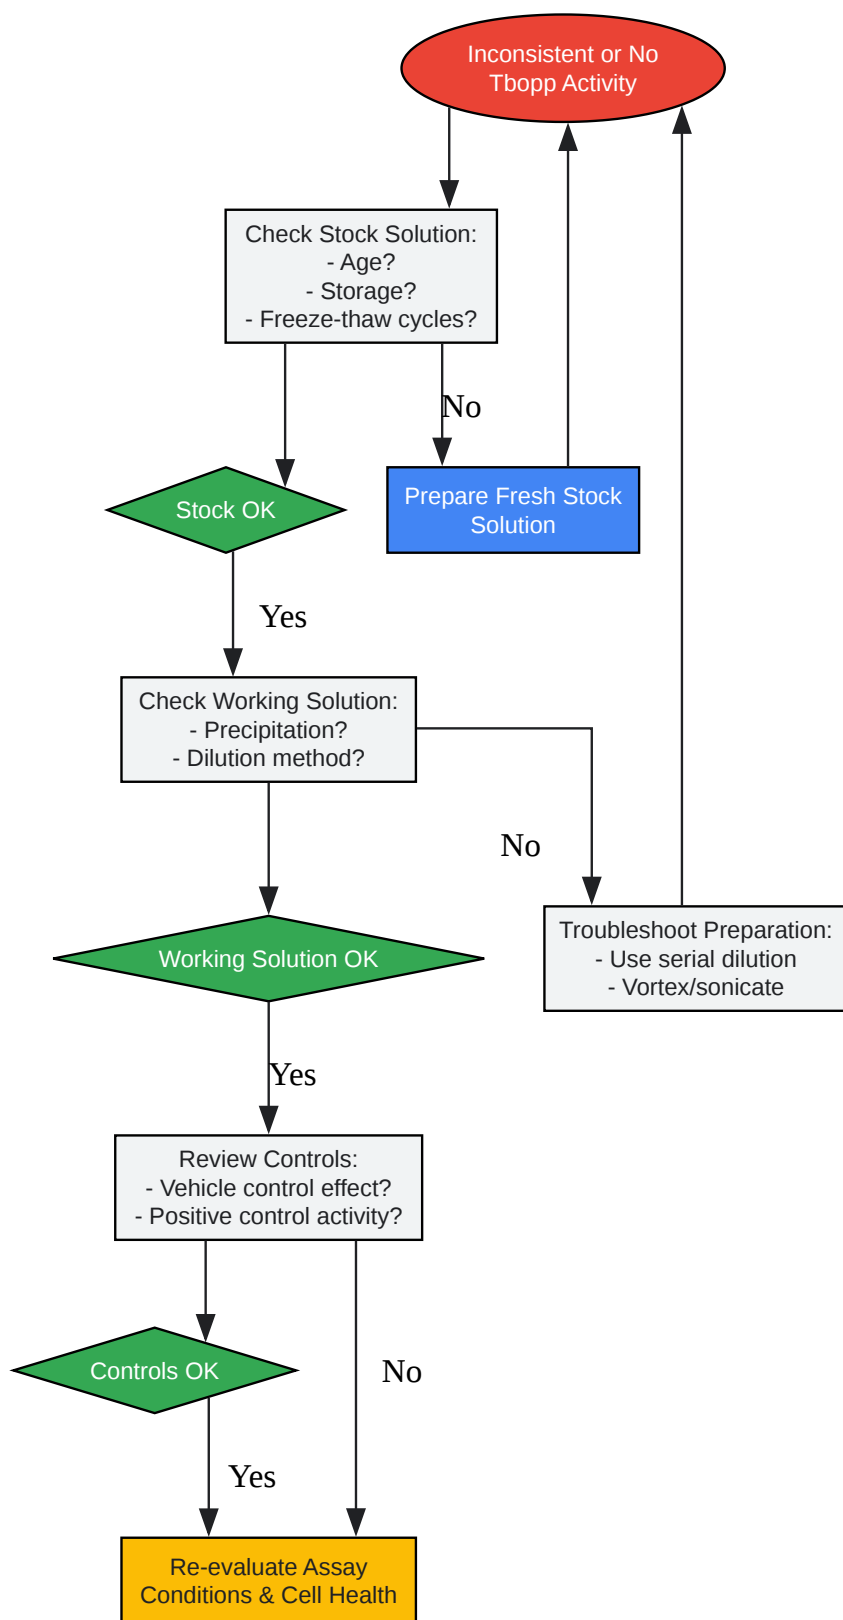 Inconsistent or No
Tbopp Activity
Check Stock Solution:
- Age?
- Storage?
- Freeze-thaw cycles?
No
Stock OK
Prepare Fresh Stock
Solution
Yes
Check Working Solution:
- Precipitation?
- Dilution method?
No
Troubleshoot Preparation:
- Use serial dilution
- Vortex/sonicate
Working Solution OK
Yes
Review Controls:
- Vehicle control effect?
- Positive control activity?
Controls OK
No
Yes
Re-evaluate Assay
Conditions & Cell Health